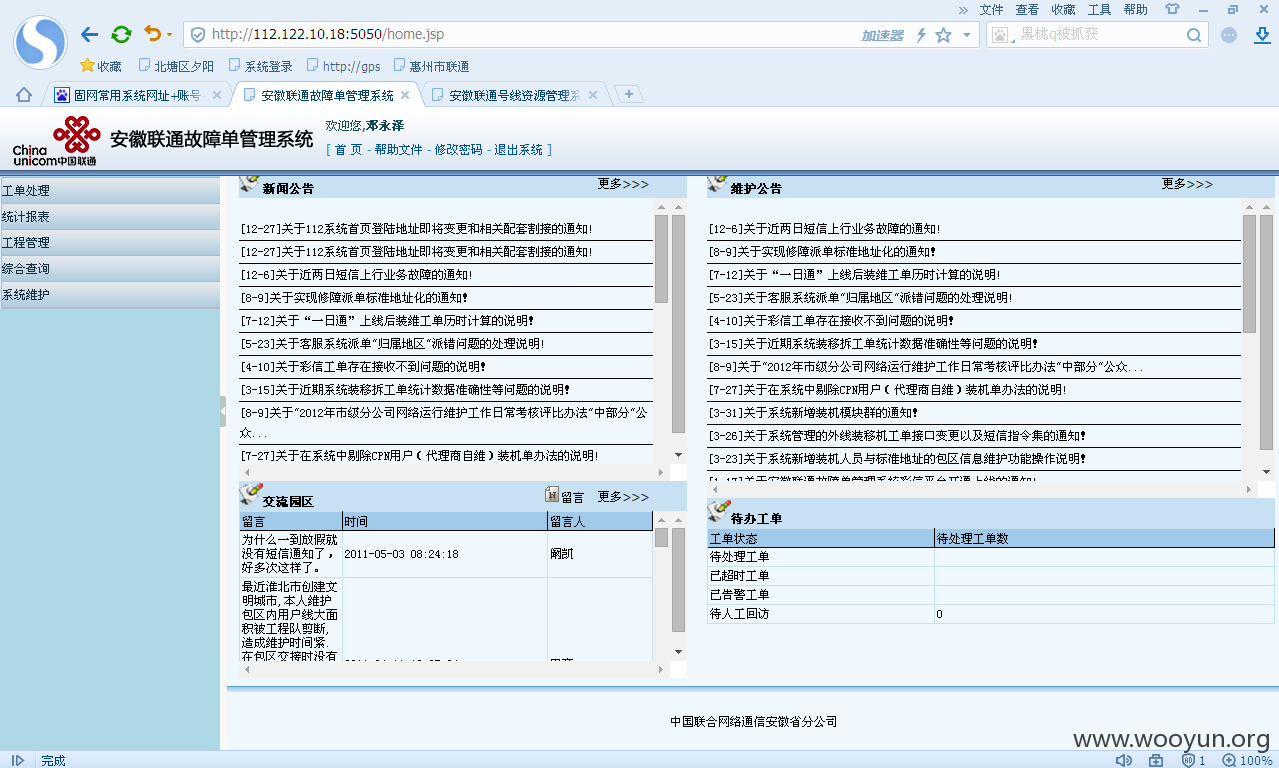 » 文件 查看 收藏 工具 帮助
http://112.122.10.18:5050/home.jsp
加速器
黑桃q被抓获
收藏 北塘区夕阳 系统登录 http://gps 惠州市联通
固网常用系统网址+账号 安徽联通故障单管理系统 安徽联通号线资源管理系
China unicom中国联通
安徽联通故障单管理系统
欢迎您,邓永泽
[ 首 页 - 帮助文件 - 修改密码 - 退出系统 ]
工单处理
统计报表
工程管理
综合查询
系统维护
新闻公告 更多>>>
[12-27]关于112系统首页登陆地址即将变更和相关配套割接的通知!
[12-27]关于112系统首页登陆地址即将变更和相关配套割接的通知!
[12-6]关于近两日短信上行业务故障的通知!
[8-9]关于实现修障派单标准地址化的通知!
[7-12]关于“一日通”上线后装维工单历时计算的说明!
[5-23]关于客服系统派单"归属地区"派错问题的处理说明!
[4-10]关于彩信工单存在接收不到问题的说明!
[3-15]关于近期系统装移拆工单统计数据准确性等问题的说明!
[8-9]关于"2012年市级分公司网络运行维护工作日常考核评比办法"中部分"公
众...
[7-27]关于在系统中剔除CPN用户(代理商自维)装机单办法的说明!
维护公告 更多>>>
[12-6]关于近两日短信上行业务故障的通知!
[8-9]关于实现修障派单标准地址化的通知!
[7-12]关于“一日通”上线后装维工单历时计算的说明!
[5-23]关于客服系统派单"归属地区"派错问题的处理说明!
[4-10]关于彩信工单存在接收不到问题的说明!
[3-15]关于近期系统装移拆工单统计数据准确性等问题的说明!
[8-9]关于"2012年市级分公司网络运行维护工作日常考核评比办法"中部分"公众...
[7-27]关于在系统中剔除CPN用户(代理商自维)装机单办法的说明!
[3-31]关于系统新增装机模块群的通知!
[3-26]关于系统管理的外线装移机工单接口变更以及短信指令集的通知!
[3-23]关于系统新增装机人员与标准地址的包区信息维护功能操作说明!
[1-17]关于安徽联通故障单管理系统彩信平台开通上线的通知!
交流园区 留言 更多>>>
留言 时间 留言人
为什么一到放假就
没有短信通知了,
好多次这样了。
2011-05-03 08:24:18
阚凯
最近淮北市创建文
明城市,本人维护
包区内用户线大面
积被工程队剪断,
造成维护时间紧.
在包区交接时没有
待办工单
工单状态 待处理工单数
待处理工单
已超时工单
已告警工单
待人工回访 0
中国联合网络通信安徽省分公司
www.wooyun.org
完成
1
100%